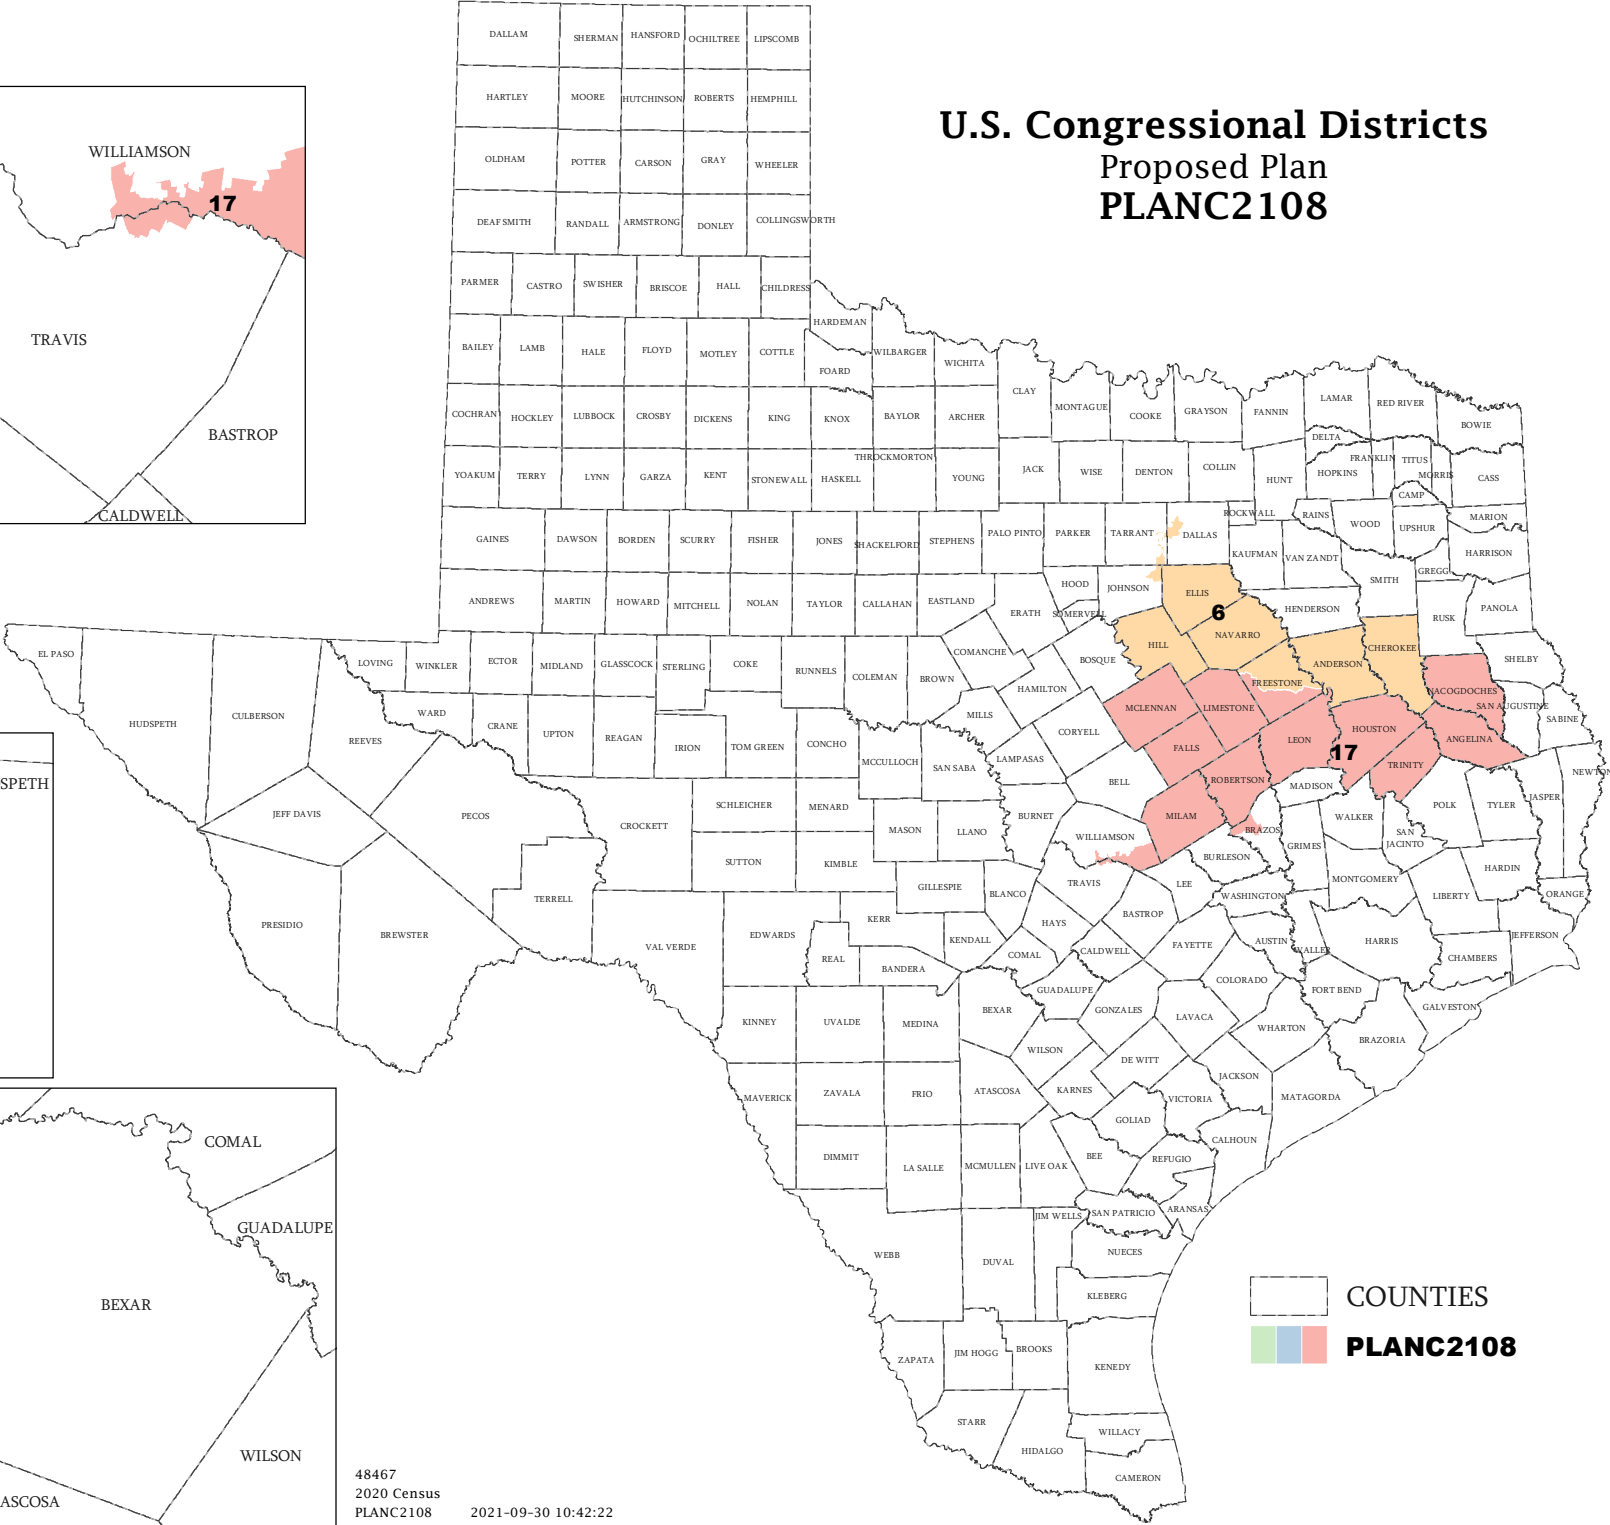 U.S. Congressional Districts
Proposed Plan
PLANC2108
WILLIAMSON
17
TRAVIS
BASTROP
CALDWELL
SPETH
COMAL
GUADALUPE
BEXAR
WILSON
ASCOSA
DALLAM SHERMAN HANSFORD OCHILTREE LIPSCOMB
HARTLEY MOORE HUTCHINSON ROBERTS HEMPHILL
OLDHAM POTTER CARSON GRAY WHEELER
DEAF SMITH RANDALL ARMSTRONG DONLEY COLLINGSWORTH
PARMER CASTRO SWISHER BRISCOE HALL CHILDRESS
HARDEMAN
BAILEY LAMB HALE FLOYD MOTLEY COTTLE FOARD WILBARGER WICHITA
CLAY MONTAGUE COOKE GRAYSON FANNIN LAMAR RED RIVER BOWIE
COCHRAN HOCKLEY LUBBOCK CROSBY DICKENS KING KNOX BAYLOR ARCHER
DELTA FRANKLIN TITUS MORRIS CASS
YOAKUM TERRY LYNN GARZA KENT STONEWALL HASKELL THROCKMORTON YOUNG JACK WISE DENTON COLLIN HUNT HOPKINS CAMP
ROCKWALL RAINS WOOD UPSHUR MARION
GAINES DAWSON BORDEN SCURRY FISHER JONES SHACKELFORD STEPHENS PALO PINTO PARKER TARRANT DALLAS KAUFMAN VAN ZANDT HARRISON
GREGG
SMITH
ANDREWS MARTIN HOWARD MITCHELL NOLAN TAYLOR CALLAHAN EASTLAND ERATH HOOD SOMERVELL JOHNSON ELLIS HENDERSON RUSK PANOLA
6
EL PASO LOVING WINKLER ECTOR MIDLAND GLASSCOCK STERLING COKE RUNNELS COLEMAN BROWN COMANCHE BOSQUE HILL NAVARRO ANDERSON CHEROKEE SHELBY
FREESTONE
HAMILTON
HUDSPETH CULBERSON REEVES WARD CRANE UPTON REAGAN IRION TOM GREEN CONCHO MILLS MCLENNAN LIMESTONE NACOGDOCHES SAN AUGUSTINE SABINE
CORYELL FALLS LEON HOUSTON ANGELINA
17
MCCULLOCH SAN SABA LAMPASAS BELL ROBERTSON TRINITY NEWTON
MADISON
JEFF DAVIS PECOS CROCKETT SCHLEICHER MENARD MASON LLANO BURNET WILLIAMSON MILAM BRAZOS WALKER POLK TYLER JASPER
SAN
JACINTO
SUTTON KIMBLE BURLESON GRIMES HARDIN
PRESIDIO BREWSTER TERRELL VAL VERDE EDWARDS KERR GILLESPIE BLANCO TRAVIS LEE WASHINGTON MONTGOMERY LIBERTY ORANGE
REAL BANDERA KENDALL HAYS BASTROP COMAL CALDWELL FAYETTE AUSTIN WALLER HARRIS CHAMBERS JEFFERSON
GUADALUPE COLORADO FORT BEND GALVESTON
KINNEY UVALDE MEDINA BEXAR GONZALES LAVACA WHARTON BRAZORIA
WILSON DE WITT
MAVERICK ZAVALA FRIO ATASCOSA KARNES JACKSON VICTORIA MATAGORDA
GOLIAD CALHOUN
DIMMIT LA SALLE MCMULLEN LIVE OAK BEE REFUGIO
JIM WELLS SAN PATRICIO ARANSAS
WEBB DUVAL NUECES
KLEBERG
ZAPATA JIM HOGG BROOKS KENEDY
STARR HIDALGO WILLACY
CAMERON
COUNTIES
PLANC2108
48467
2020 Census
PLANC2108 2021-09-30 10:42:22